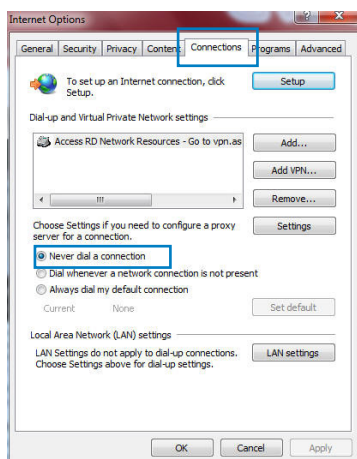 Internet Options
General Security Privacy Content Connections Programs Advanced
To set up an Internet connection, click
Setup.
Setup
Dial-up and Virtual Private Network settings
Access RD Network Resources - Go to vpn.as
Add...
Add VPN...
Remove...
Choose Settings if you need to configure a proxy
server for a connection.
Settings
Never dial a connection
Dial whenever a network connection is not present
Always dial my default connection
Current None
Set default
Local Area Network (LAN) settings
LAN Settings do not apply to dial-up connections.
Choose Settings above for dial-up settings.
LAN settings
OK Cancel Apply